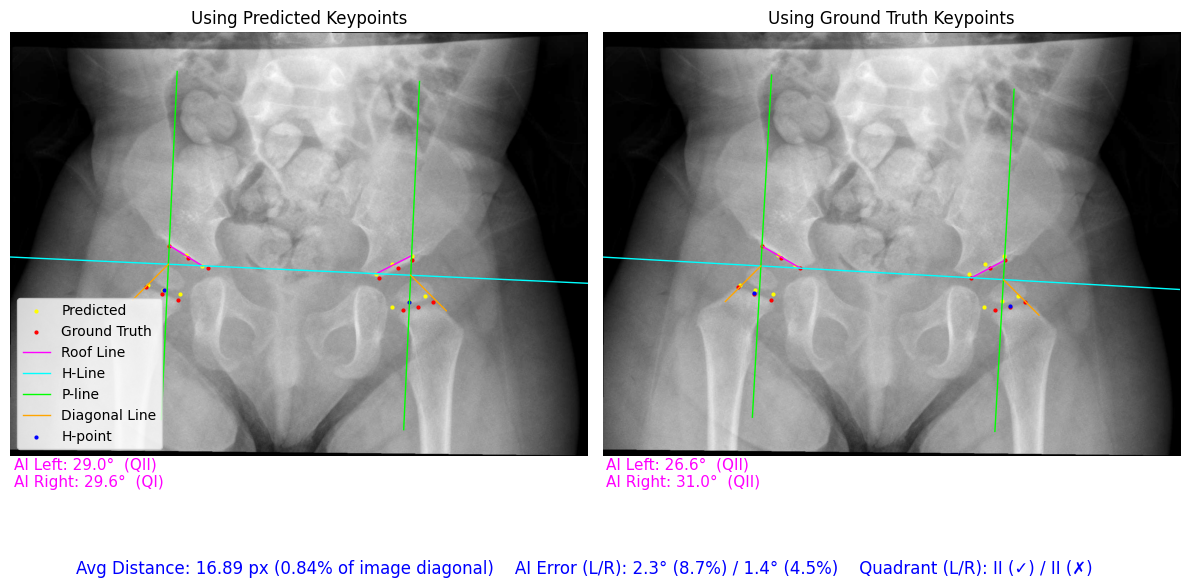 Using Predicted Keypoints
Using Ground Truth Keypoints
Predicted
Ground Truth
Roof Line
H-Line
P-line
Diagonal Line
H-point
AI Left: 29.0°  (QII)
AI Right: 29.6°  (QI)
AI Left: 26.6°  (QII)
AI Right: 31.0°  (QII)
Avg Distance: 16.89 px (0.84% of image diagonal)    AI Error (L/R): 2.3° (8.7%) / 1.4° (4.5%)    Quadrant (L/R): II (✓) / II (✗)